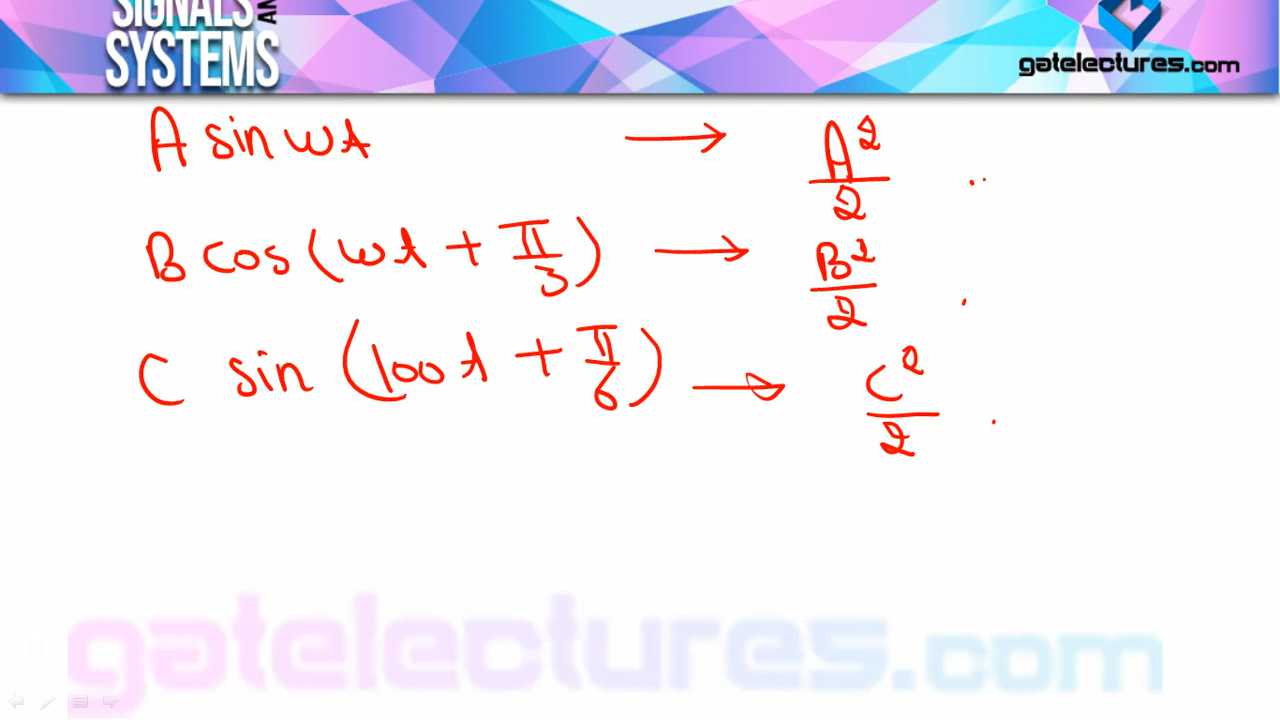 SIGNALS AN
SYSTEMS
gatelectures.com
A sin ωt → A²/2
B cos(ωt + π/3) → B²/2
C sin (100t + π/6) → C²/2
gatelectures.com